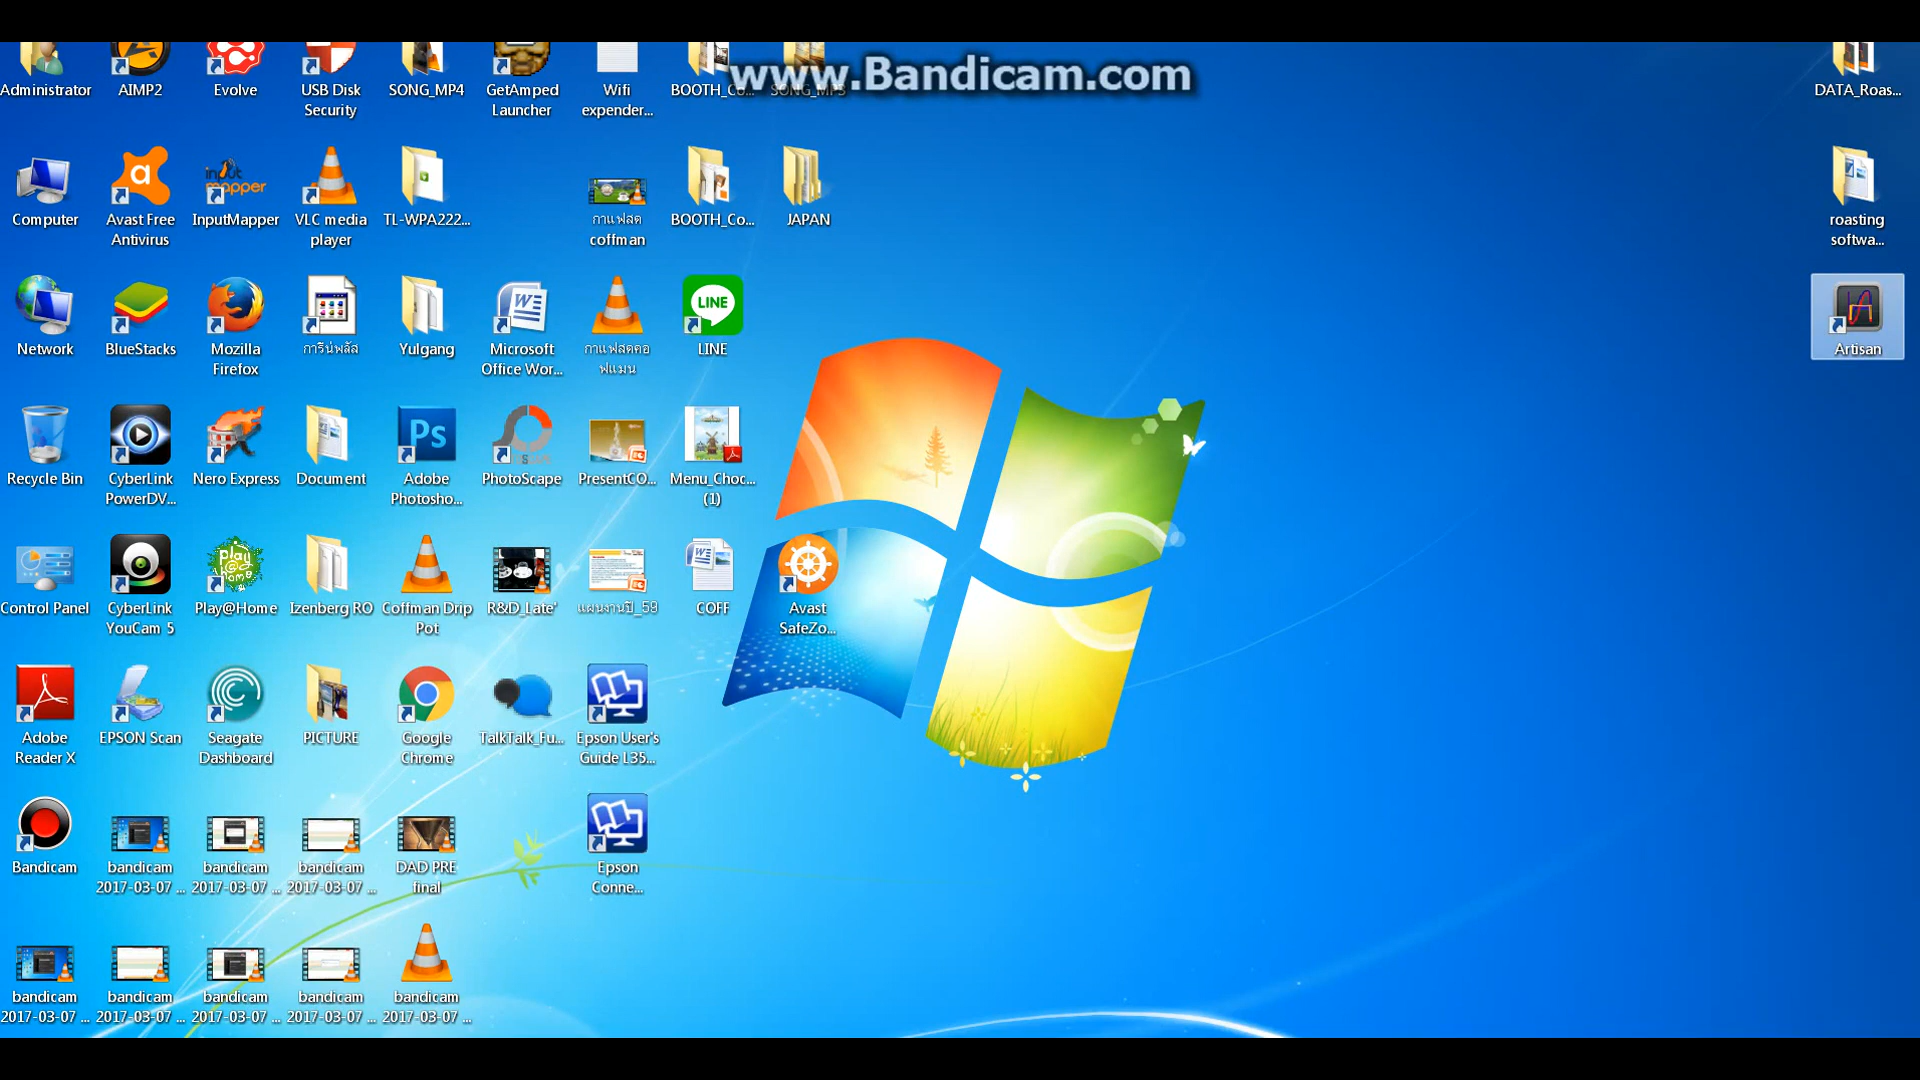 www.Bandicam.com
Administrator
AIMP2
Evolve
USB Disk
Security
SONG_MP4
GetAmped
Launcher
Wifi
expender...
BOOTH_Co...
SONG_MP3
DATA_Roas...
Computer
Avast Free
Antivirus
InputMapper
VLC media
player
TL-WPA222...
กาแฟสด
coffman
BOOTH_Co...
JAPAN
roasting
softwa...
Network
BlueStacks
Mozilla
Firefox
การีน่พลัส
Yulgang
Microsoft
Office Wor...
กาแฟสดคอ
ฟแมน
LINE
LINE
Artisan
Recycle Bin
CyberLink
PowerDV...
Nero Express
Document
Ps
Adobe
Photosho...
PhotoScape
PresentCO...
Menu_Choc...
(1)
Control Panel
CyberLink
YouCam 5
play
@
home
Play@Home
Izenberg RO
Coffman Drip
Pot
R&D_Late'
แผนงานปี_59
COFF
Avast
SafeZo...
Adobe
Reader X
EPSON Scan
Seagate
Dashboard
PICTURE
Google
Chrome
TalkTalk_Fu...
Epson User's
Guide L35...
Bandicam
bandicam
2017-03-07 ...
bandicam
2017-03-07 ...
bandicam
2017-03-07 ...
DAD PRE
final
Epson
Conne...
bandicam
2017-03-07 ...
bandicam
2017-03-07 ...
bandicam
2017-03-07 ...
bandicam
2017-03-07 ...
bandicam
2017-03-07 ...